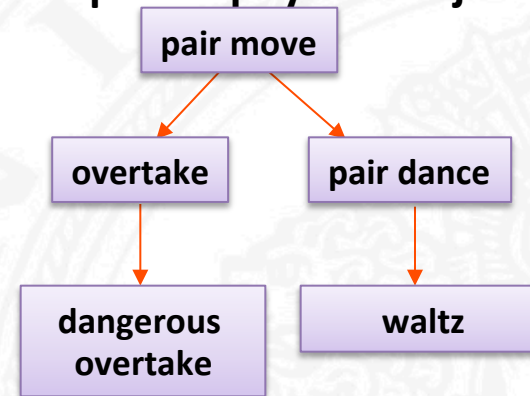 pair move
overtake
pair dance
dangerous
overtake
waltz